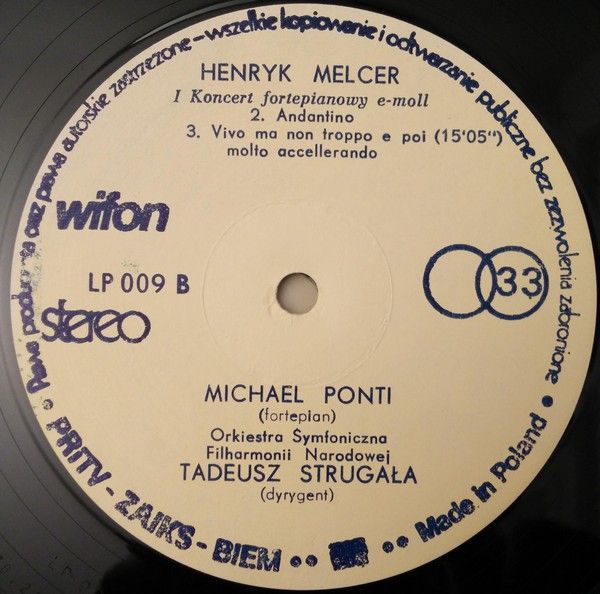 Prawa producenta oraz prawa autorskie zastrzeżone - wszelkie kopiowanie i odtwarzanie publiczne bez zezwolenia zabronione
HENRYK MELCER
I Koncert fortepianowy e-moll
2. Andantino
3. Vivo ma non troppo e poi (15'05")
molto accellerando
wifon
LP 009 B
33
stereo
MICHAEL PONTI
(fortepian)
Orkiestra Symfoniczna
Filharmonii Narodowej
TADEUSZ STRUGAŁA
(dyrygent)
PRITV - ZAIKS - BIEM
Made in Poland